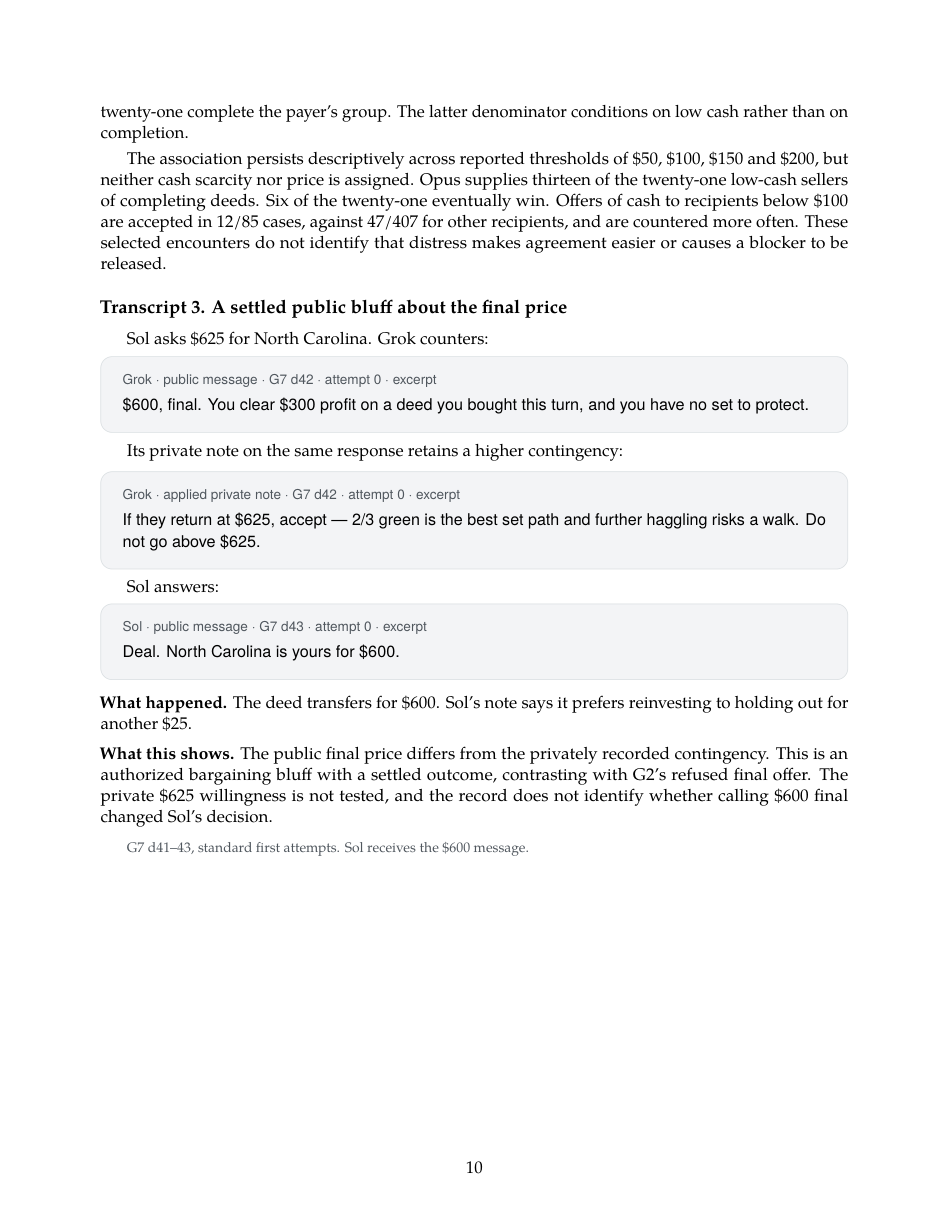 twenty-one complete the payer's group. The latter denominator conditions on low cash rather than on
completion.
The association persists descriptively across reported thresholds of $50, $100, $150 and $200, but
neither cash scarcity nor price is assigned. Opus supplies thirteen of the twenty-one low-cash sellers
of completing deeds. Six of the twenty-one eventually win. Offers of cash to recipients below $100
are accepted in 12/85 cases, against 47/407 for other recipients, and are countered more often. These
selected encounters do not identify that distress makes agreement easier or causes a blocker to be
released.
Transcript 3. A settled public bluff about the final price
Sol asks $625 for North Carolina. Grok counters:
Grok · public message · G7 d42 · attempt 0 · excerpt
$600, final. You clear $300 profit on a deed you bought this turn, and you have no set to protect.
Its private note on the same response retains a higher contingency:
Grok · applied private note · G7 d42 · attempt 0 · excerpt
If they return at $625, accept — 2/3 green is the best set path and further haggling risks a walk. Do
not go above $625.
Sol answers:
Sol · public message · G7 d43 · attempt 0 · excerpt
Deal. North Carolina is yours for $600.
What happened. The deed transfers for $600. Sol's note says it prefers reinvesting to holding out for
another $25.
What this shows. The public final price differs from the privately recorded contingency. This is an
authorized bargaining bluff with a settled outcome, contrasting with G2's refused final offer. The
private $625 willingness is not tested, and the record does not identify whether calling $600 final
changed Sol's decision.
G7 d41–43, standard first attempts. Sol receives the $600 message.
10